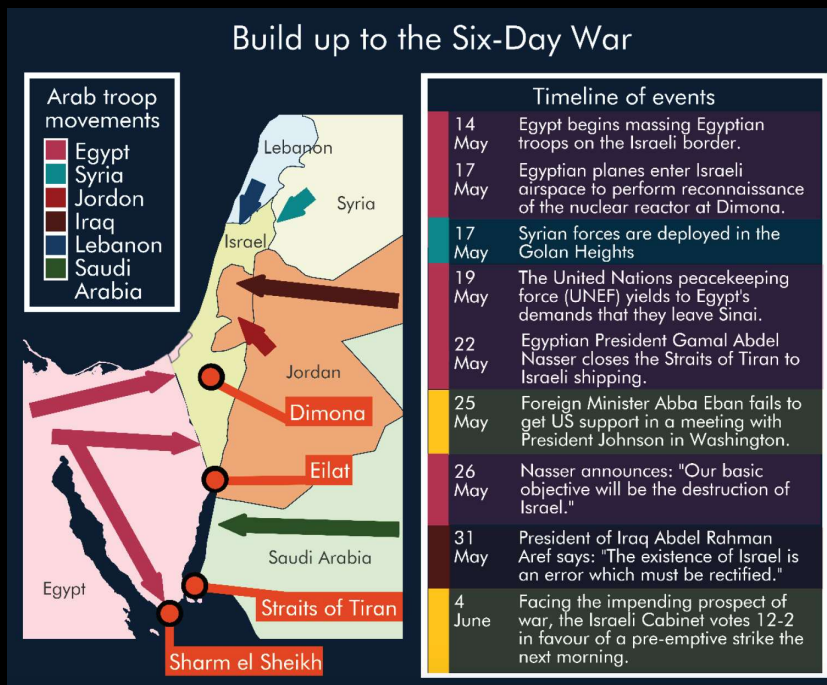 Build up to the Six-Day War
Arab troop
movements
Egypt
Syria
Jordon
Iraq
Lebanon
Saudi
Arabia
Lebanon
Syria
Israel
Jordan
Dimona
Eilat
Saudi Arabia
Egypt
Straits of Tiran
Sharm el Sheikh
Timeline of events
14 May
Egypt begins massing Egyptian
troops on the Israeli border.
17 May
Egyptian planes enter Israeli
airspace to perform reconnaissance
of the nuclear reactor at Dimona.
17 May
Syrian forces are deployed in the
Golan Heights
19 May
The United Nations peacekeeping
force (UNEF) yields to Egypt's
demands that they leave Sinai.
22 May
Egyptian President Gamal Abdel
Nasser closes the Straits of Tiran to
Israeli shipping.
25 May
Foreign Minister Abba Eban fails to
get US support in a meeting with
President Johnson in Washington.
26 May
Nasser announces: "Our basic
objective will be the destruction of
Israel."
31 May
President of Iraq Abdel Rahman
Aref says: "The existence of Israel is
an error which must be rectified."
4 June
Facing the impending prospect of
war, the Israeli Cabinet votes 12-2
in favour of a pre-emptive strike the
next morning.